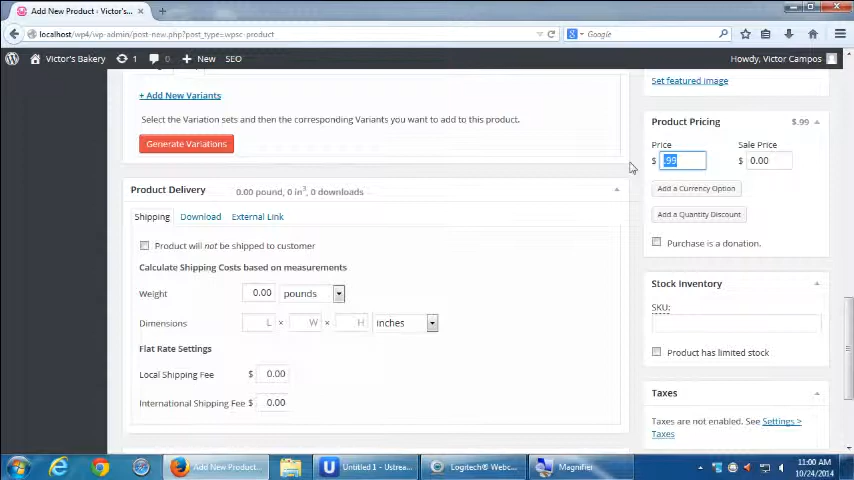 Add New Product ‹ Victor's...
localhost/wp4/wp-admin/post-new.php?post_type=wpsc-product
Google
Victor's Bakery 1 0 New SEO
Howdy, Victor Campos
+ Add New Variants
Select the Variation sets and then the corresponding Variants you want to add to this product.
Generate Variations
Product Delivery 0.00 pound, 0 in³, 0 downloads
Shipping Download External Link
Product will not be shipped to customer
Calculate Shipping Costs based on measurements
Weight 0.00 pounds
Dimensions L × W × H inches
Flat Rate Settings
Local Shipping Fee $ 0.00
International Shipping Fee $ 0.00
Set featured image
Product Pricing $.99
Price Sale Price
$ .99 $ 0.00
Add a Currency Option
Add a Quantity Discount
Purchase is a donation.
Stock Inventory
SKU:
Product has limited stock
Taxes
Taxes are not enabled. See Settings >
Taxes
Add New Product... Untitled 1 - Ustrea... Logitech® Webc... Magnifier
11:00 AM
10/24/2014